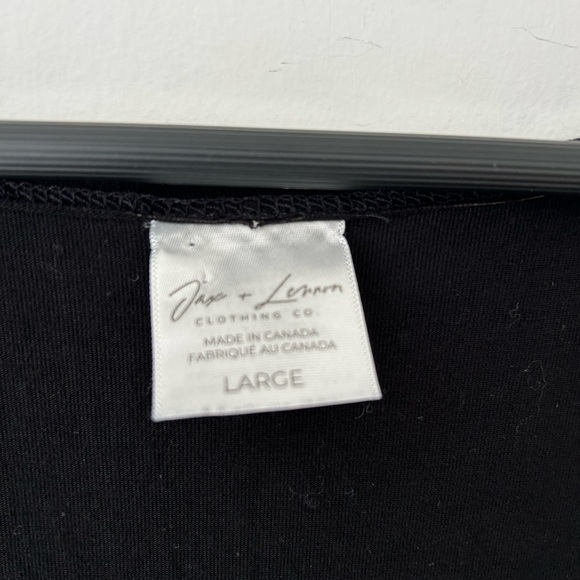 Jax + Lennon
CLOTHING CO.
MADE IN CANADA
FABRIQUÉ AU CANADA
LARGE